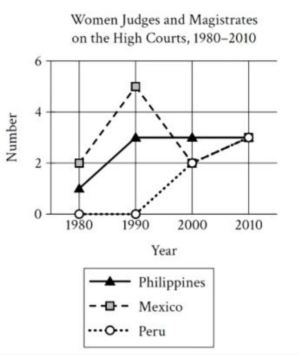 Women Judges and Magistrates
on the High Courts, 1980–2010
6
4
2
0
Number
1980 1990 2000 2010
Year
Philippines
Mexico
Peru